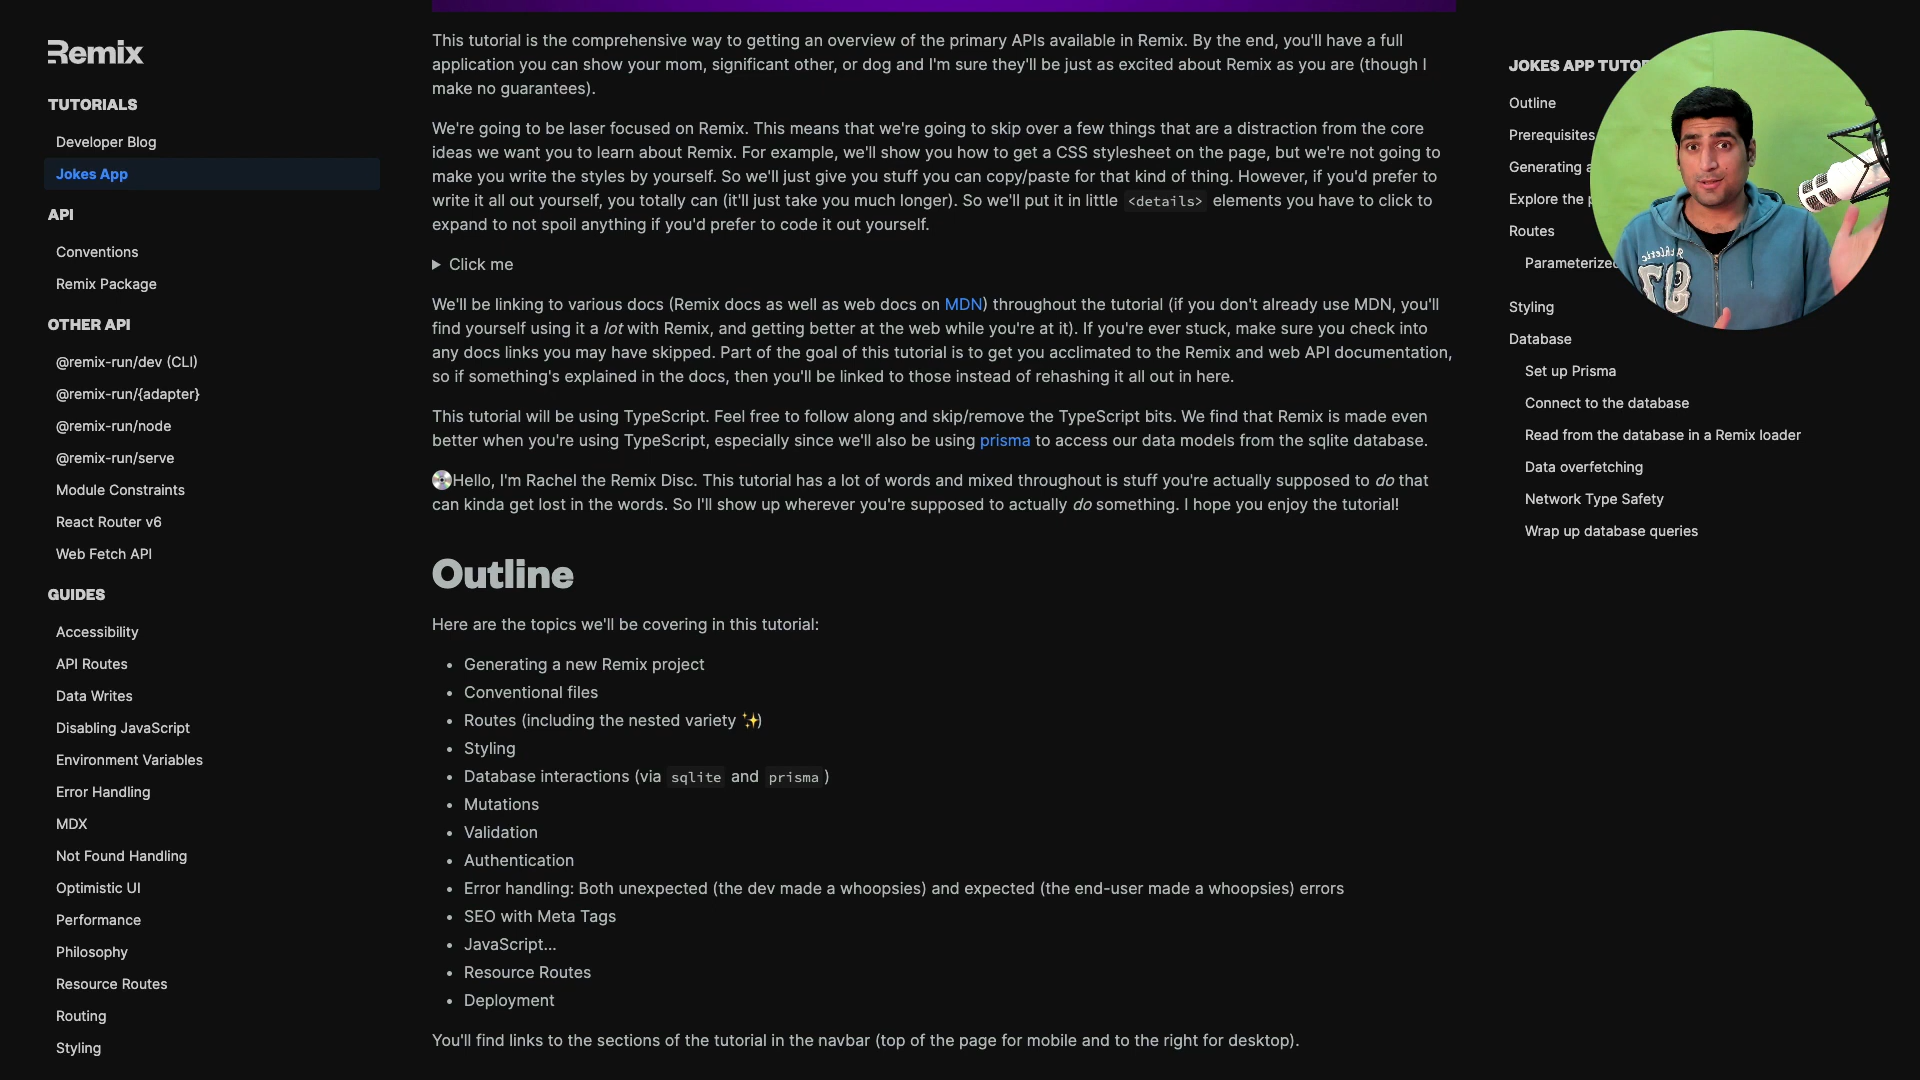 Remix
TUTORIALS
Developer Blog
Jokes App
API
Conventions
Remix Package
OTHER API
@remix-run/dev (CLI)
@remix-run/{adapter}
@remix-run/node
@remix-run/serve
Module Constraints
React Router v6
Web Fetch API
GUIDES
Accessibility
API Routes
Data Writes
Disabling JavaScript
Environment Variables
Error Handling
MDX
Not Found Handling
Optimistic UI
Performance
Philosophy
Resource Routes
Routing
Styling
This tutorial is the comprehensive way to getting an overview of the primary APIs available in Remix. By the end, you'll have a full
application you can show your mom, significant other, or dog and I'm sure they'll be just as excited about Remix as you are (though I
make no guarantees).
We're going to be laser focused on Remix. This means that we're going to skip over a few things that are a distraction from the core
ideas we want you to learn about Remix. For example, we'll show you how to get a CSS stylesheet on the page, but we're not going to
make you write the styles by yourself. So we'll just give you stuff you can copy/paste for that kind of thing. However, if you'd prefer to
write it all out yourself, you totally can (it'll just take you much longer). So we'll put it in little <details> elements you have to click to
expand to not spoil anything if you'd prefer to code it out yourself.
▶ Click me
We'll be linking to various docs (Remix docs as well as web docs on MDN) throughout the tutorial (if you don't already use MDN, you'll
find yourself using it a lot with Remix, and getting better at the web while you're at it). If you're ever stuck, make sure you check into
any docs links you may have skipped. Part of the goal of this tutorial is to get you acclimated to the Remix and web API documentation,
so if something's explained in the docs, then you'll be linked to those instead of rehashing it all out in here.
This tutorial will be using TypeScript. Feel free to follow along and skip/remove the TypeScript bits. We find that Remix is made even
better when you're using TypeScript, especially since we'll also be using prisma to access our data models from the sqlite database.
💿Hello, I'm Rachel the Remix Disc. This tutorial has a lot of words and mixed throughout is stuff you're actually supposed to do that
can kinda get lost in the words. So I'll show up wherever you're supposed to actually do something. I hope you enjoy the tutorial!
Outline
Here are the topics we'll be covering in this tutorial:
• Generating a new Remix project
• Conventional files
• Routes (including the nested variety ✨)
• Styling
• Database interactions (via sqlite and prisma)
• Mutations
• Validation
• Authentication
• Error handling: Both unexpected (the dev made a whoopsies) and expected (the end-user made a whoopsies) errors
• SEO with Meta Tags
• JavaScript...
• Resource Routes
• Deployment
You'll find links to the sections of the tutorial in the navbar (top of the page for mobile and to the right for desktop).
JOKES APP
Outline
Prerequisites
Generating
Explore the
Routes
Parameterized
Styling
Database
Set up Prisma
Connect to the database
Read from the database in a Remix loader
Data overfetching
Network Type Safety
Wrap up database queries